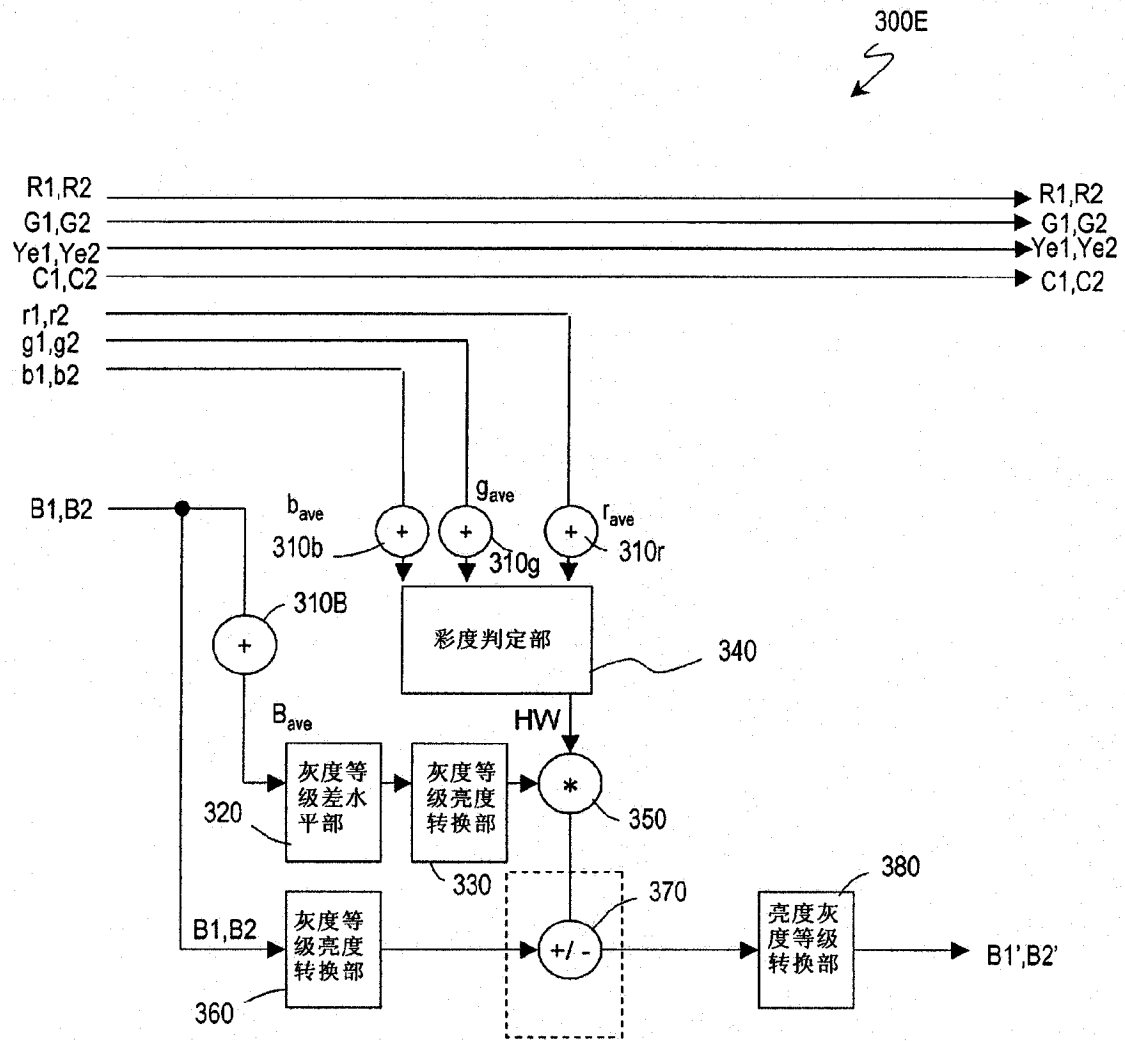 300E
R1,R2
R1,R2
G1,G2
G1,G2
Ye1,Ye2
Ye1,Ye2
C1,C2
C1,C2
r1,r2
g1,g2
b1,b2
B1,B2
bave
gave
rave
+
+
+
310b
310g
310r
310B
+
彩度判定部
340
Bave
HW
灰度等
级差水
平部
320
灰度等
级亮度
转换部
330
*
350
370
380
B1,B2
灰度等
级亮度
转换部
360
+/ -
亮度灰
度等级
转换部
B1',B2'